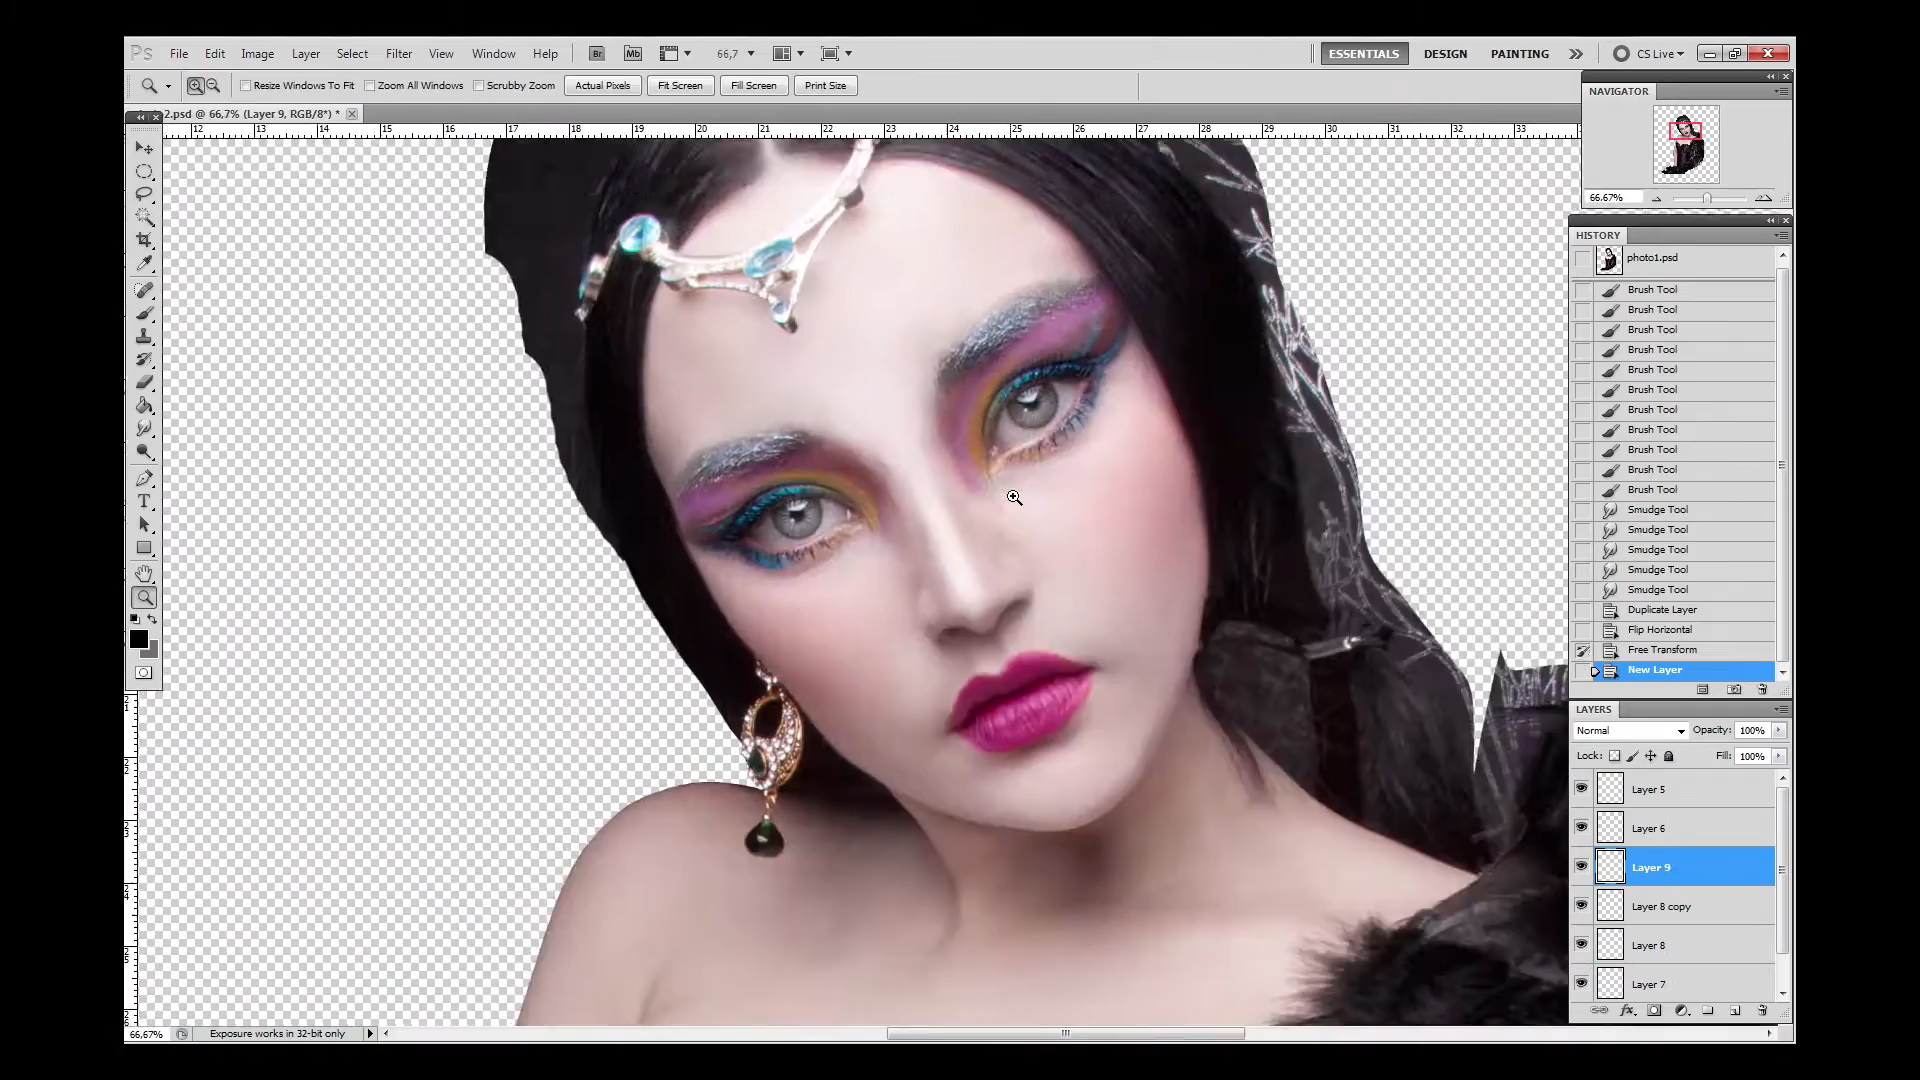 Ps File Edit Image Layer Select Filter View Window Help Br Mb 66,7 ESSENTIALS DESIGN PAINTING CS Live
Resize Windows To Fit Zoom All Windows Scrubby Zoom Actual Pixels Fit Screen Fill Screen Print Size
2.psd @ 66,7% (Layer 9, RGB/8*) *
12 13 14 15 16 17 18 19 20 21 22 23 24 25 26 27 28 29 30 31 32 33
NAVIGATOR
66.67%
HISTORY
photo1.psd
Brush Tool
Brush Tool
Brush Tool
Brush Tool
Brush Tool
Brush Tool
Brush Tool
Brush Tool
Brush Tool
Brush Tool
Brush Tool
Smudge Tool
Smudge Tool
Smudge Tool
Smudge Tool
Smudge Tool
Duplicate Layer
Flip Horizontal
Free Transform
New Layer
LAYERS
Normal Opacity: 100%
Lock: Fill: 100%
Layer 5
Layer 6
Layer 9
Layer 8 copy
Layer 8
Layer 7
66,67% Exposure works in 32-bit only